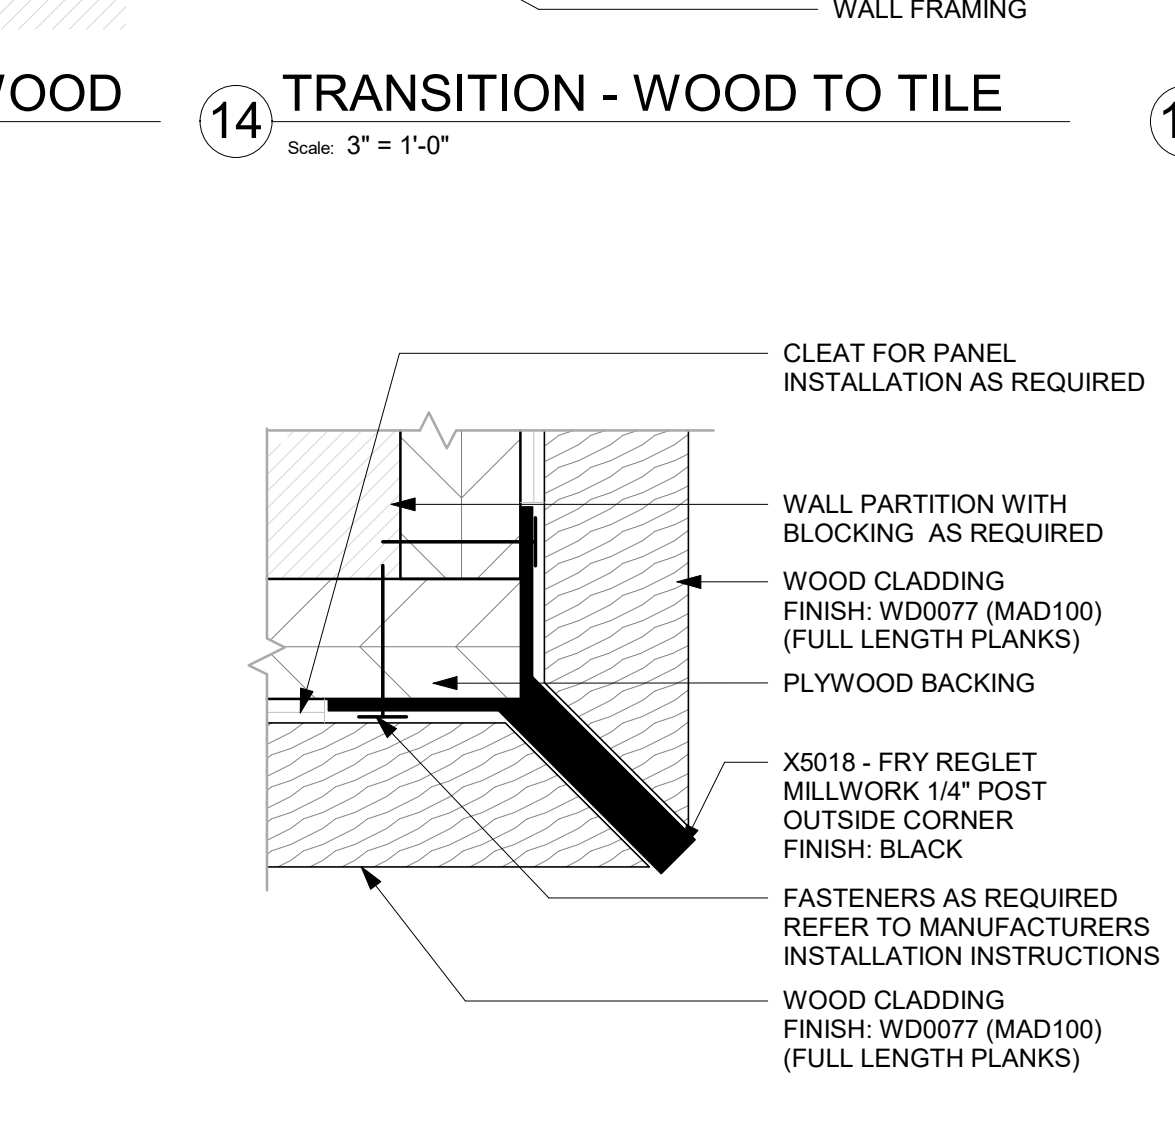 WALL FRAMING
WOOD
14 TRANSITION - WOOD TO TILE
Scale: 3" = 1'-0"
CLEAT FOR PANEL
INSTALLATION AS REQUIRED
WALL PARTITION WITH
BLOCKING AS REQUIRED
WOOD CLADDING
FINISH: WD0077 (MAD100)
(FULL LENGTH PLANKS)
PLYWOOD BACKING
X5018 - FRY REGLET
MILLWORK 1/4" POST
OUTSIDE CORNER
FINISH: BLACK
FASTENERS AS REQUIRED
REFER TO MANUFACTURERS
INSTALLATION INSTRUCTIONS
WOOD CLADDING
FINISH: WD0077 (MAD100)
(FULL LENGTH PLANKS)